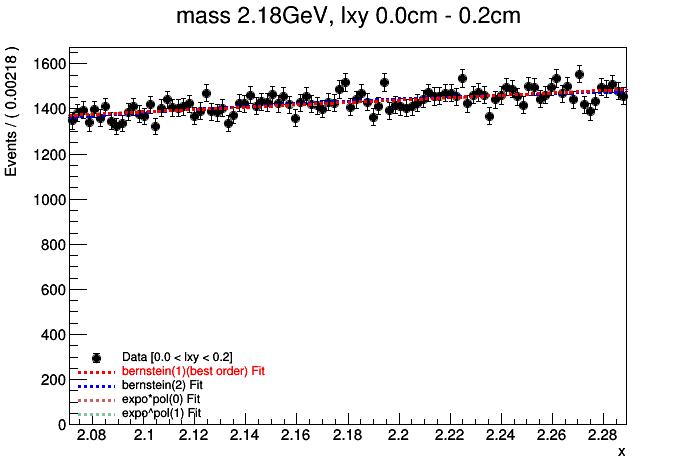 mass 2.18GeV, lxy 0.0cm - 0.2cm
Events / ( 0.00218 )
1600
1400
1200
1000
800
600
400
200
0
Data [0.0 < lxy < 0.2]
bernstein(1)(best order) Fit
bernstein(2) Fit
expo*pol(0) Fit
expp^pol(1) Fit
2.08 2.1 2.12 2.14 2.16 2.18 2.2 2.22 2.24 2.26 2.28
x